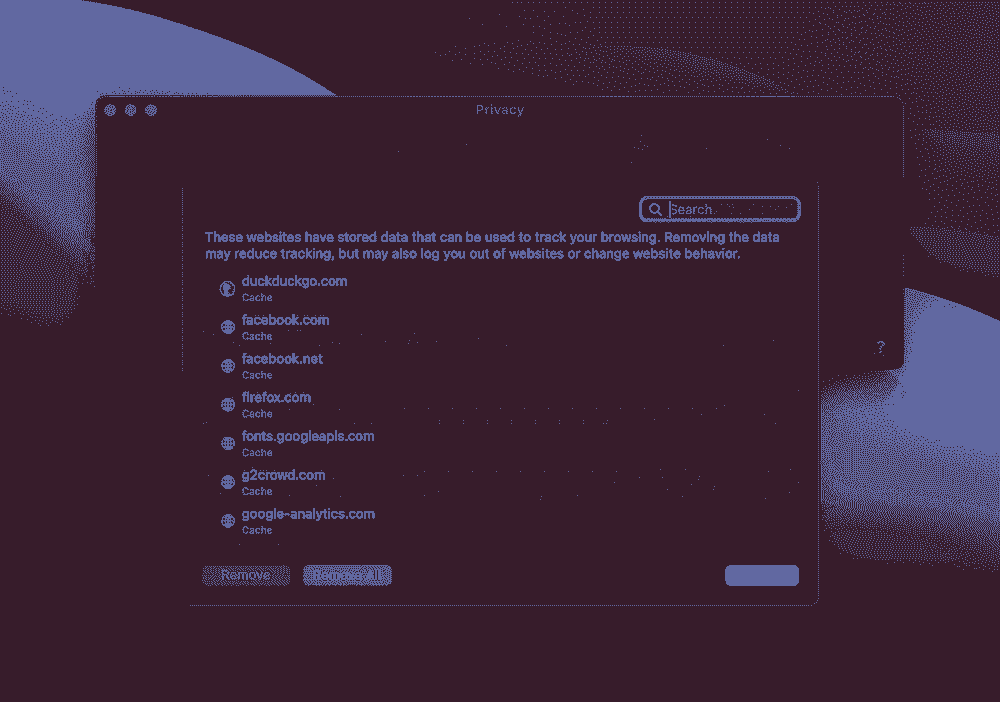 Privacy
Search
These websites have stored data that can be used to track your browsing. Removing the data
may reduce tracking, but may also log you out of websites or change website behavior.
duckduckgo.com
Cache
facebook.com
Cache
facebook.net
Cache
firefox.com
Cache
fonts.googleapis.com
Cache
g2crowd.com
Cache
google-analytics.com
Cache
?
Remove
Remove All